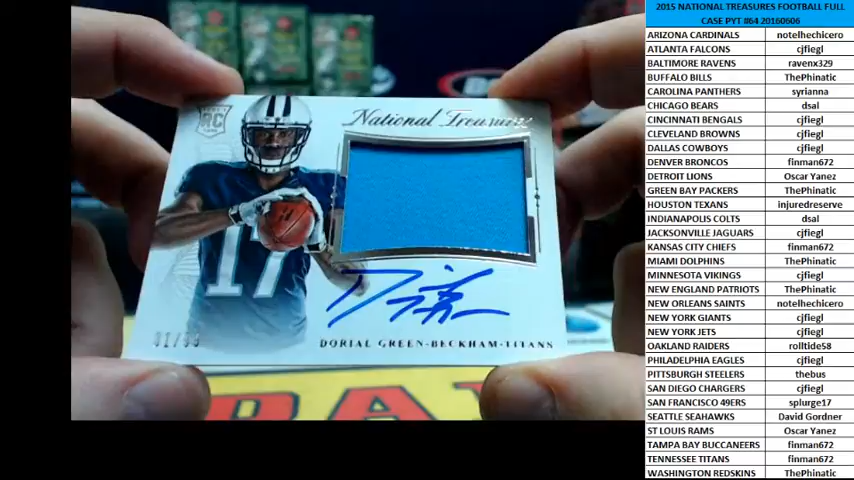 RC
National Treasures
17
DORIAL GREEN-BECKHAM-TITANS
2015 NATIONAL TREASURES FOOTBALL FULL
CASE PYT #64 20160606
ARIZONA CARDINALS notelhechicero
ATLANTA FALCONS cjfiegl
BALTIMORE RAVENS ravenx329
BUFFALO BILLS ThePhinatic
CAROLINA PANTHERS syrianna
CHICAGO BEARS dsal
CINCINNATI BENGALS cjfiegl
CLEVELAND BROWNS cjfiegl
DALLAS COWBOYS cjfiegl
DENVER BRONCOS finman672
DETROIT LIONS Oscar Yanez
GREEN BAY PACKERS ThePhinatic
HOUSTON TEXANS injuredreserve
INDIANAPOLIS COLTS dsal
JACKSONVILLE JAGUARS cjfiegl
KANSAS CITY CHIEFS finman672
MIAMI DOLPHINS ThePhinatic
MINNESOTA VIKINGS cjfiegl
NEW ENGLAND PATRIOTS ThePhinatic
NEW ORLEANS SAINTS notelhechicero
NEW YORK GIANTS cjfiegl
NEW YORK JETS cjfiegl
OAKLAND RAIDERS rolltide58
PHILADELPHIA EAGLES cjfiegl
PITTSBURGH STEELERS thebus
SAN DIEGO CHARGERS cjfiegl
SAN FRANCISCO 49ERS splurge17
SEATTLE SEAHAWKS David Gordner
ST LOUIS RAMS Oscar Yanez
TAMPA BAY BUCCANEERS finman672
TENNESSEE TITANS finman672
WASHINGTON REDSKINS ThePhinatic